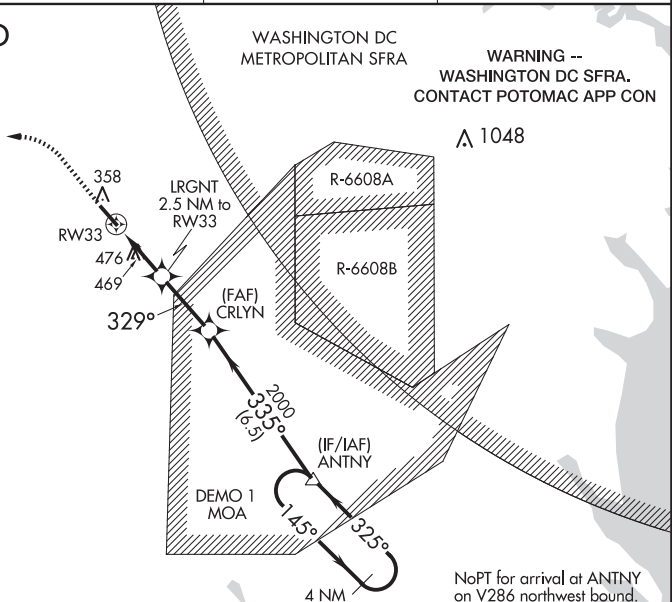 WASHINGTON DC
METROPOLITAN SFRA
WARNING --
WASHINGTON DC SFRA.
CONTACT POTOMAC APP CON
1048
358
LRGNT
2.5 NM to
RW33
R-6608A
RW33
476
469
R-6608B
(FAF)
CRLYN
329°
2000
335°
(6.5)
(IF/IAF)
ANTNY
DEMO 1
MOA
145°
325°
4 NM
NoPT for arrival at ANTNY
on V286 northwest bound.